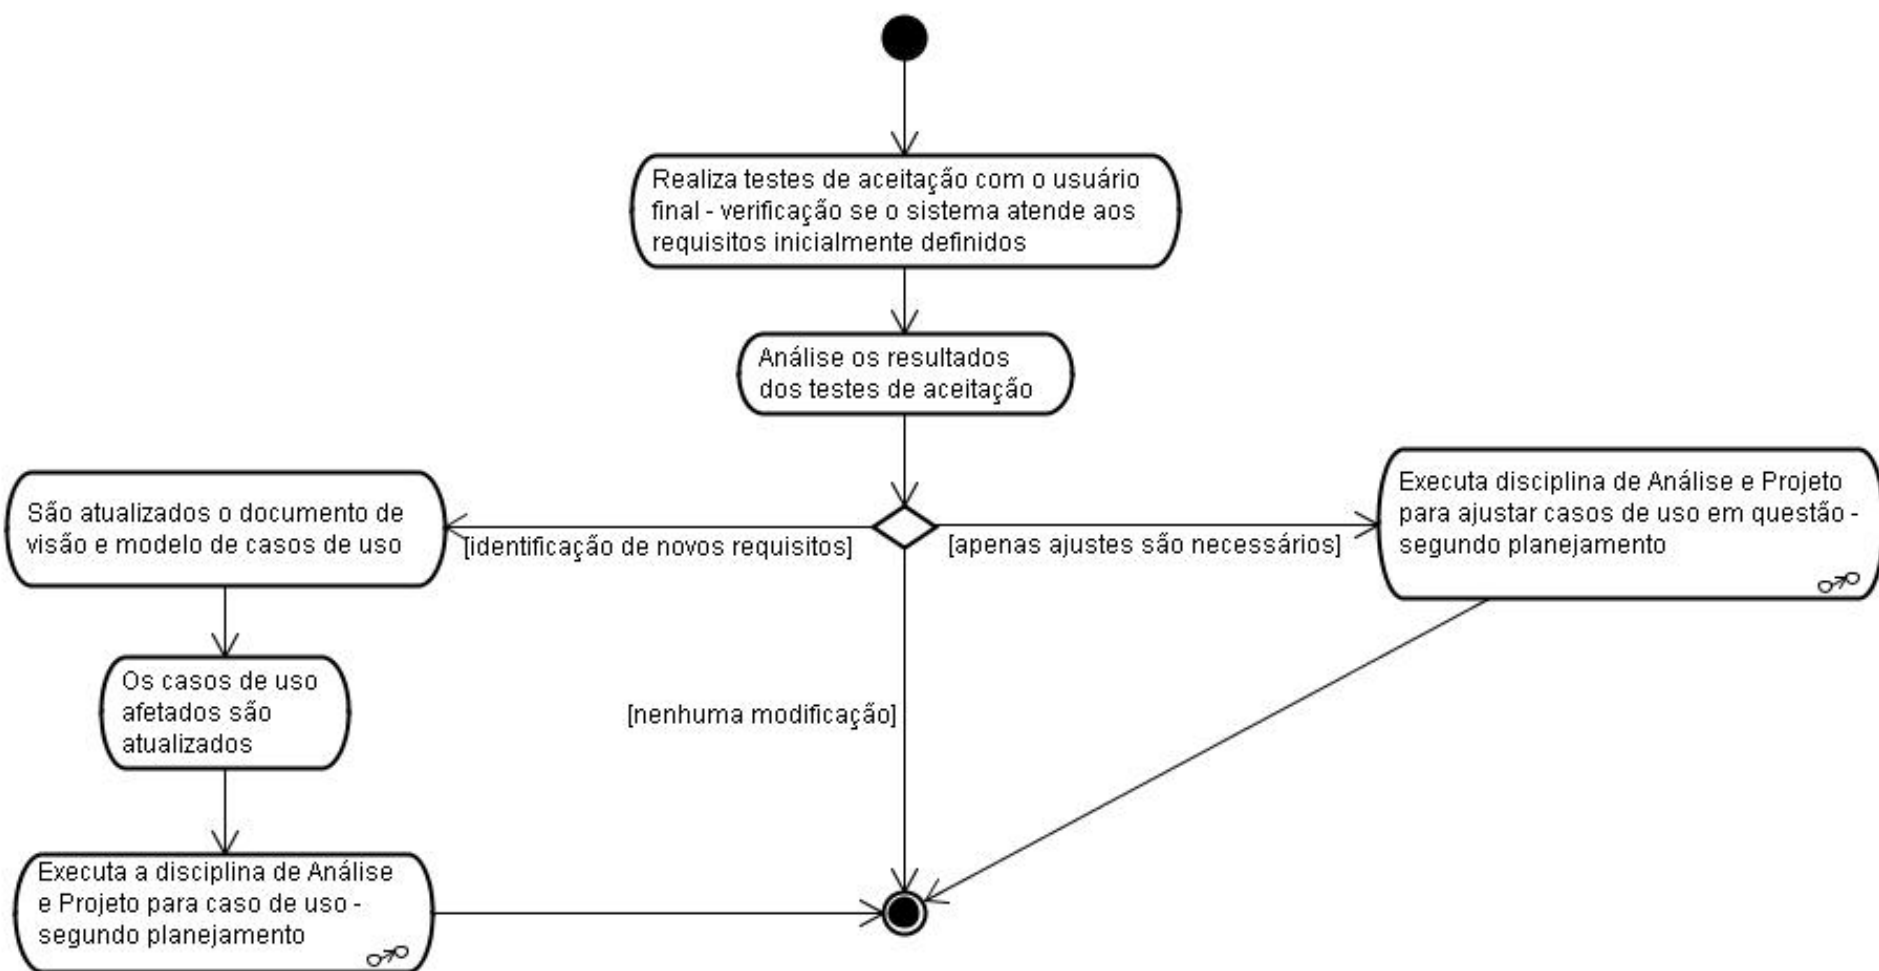 Realiza testes de aceitação com o usuário
final - verificação se o sistema atende aos
requisitos inicialmente definidos
Análise os resultados
dos testes de aceitação
São atualizados o documento de
visão e modelo de casos de uso
[identificação de novos requisitos]
[apenas ajustes são necessários]
Executa disciplina de Análise e Projeto
para ajustar casos de uso em questão -
segundo planejamento
Os casos de uso
afetados são
atualizados
[nenhuma modificação]
Executa a disciplina de Análise
e Projeto para caso de uso -
segundo planejamento